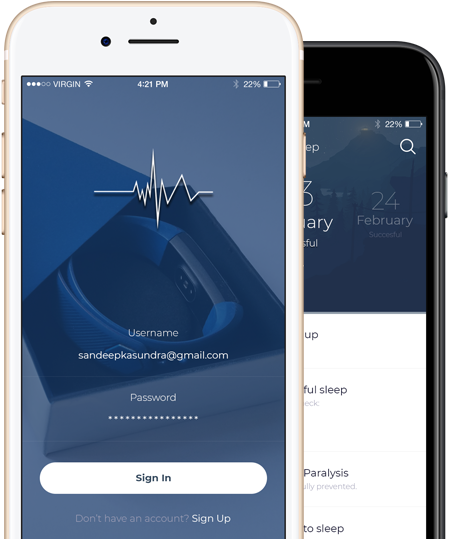 VIRGIN
4:21 PM
22%
Username
sandeepkasundra@gmail.com
Password
****************
Sign In
Don't have an account? Sign Up
M
22%
ep
3
24
uary
February
sful
Succesful
up
ful sleep
eck:
Paralysis
ully prevented.
to sleep